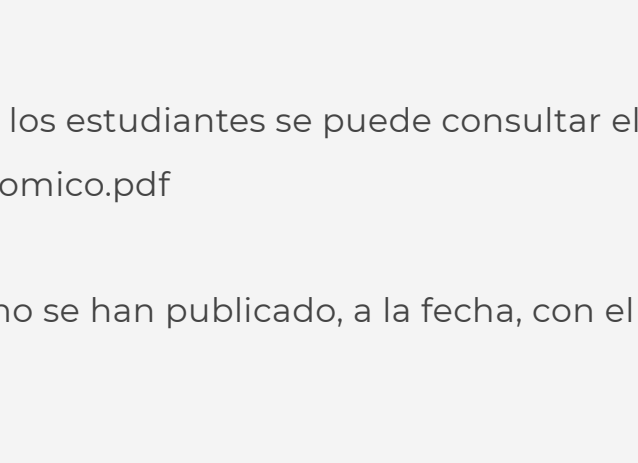 los estudiantes se puede consultar el
omico.pdf
no se han publicado, a la fecha, con el